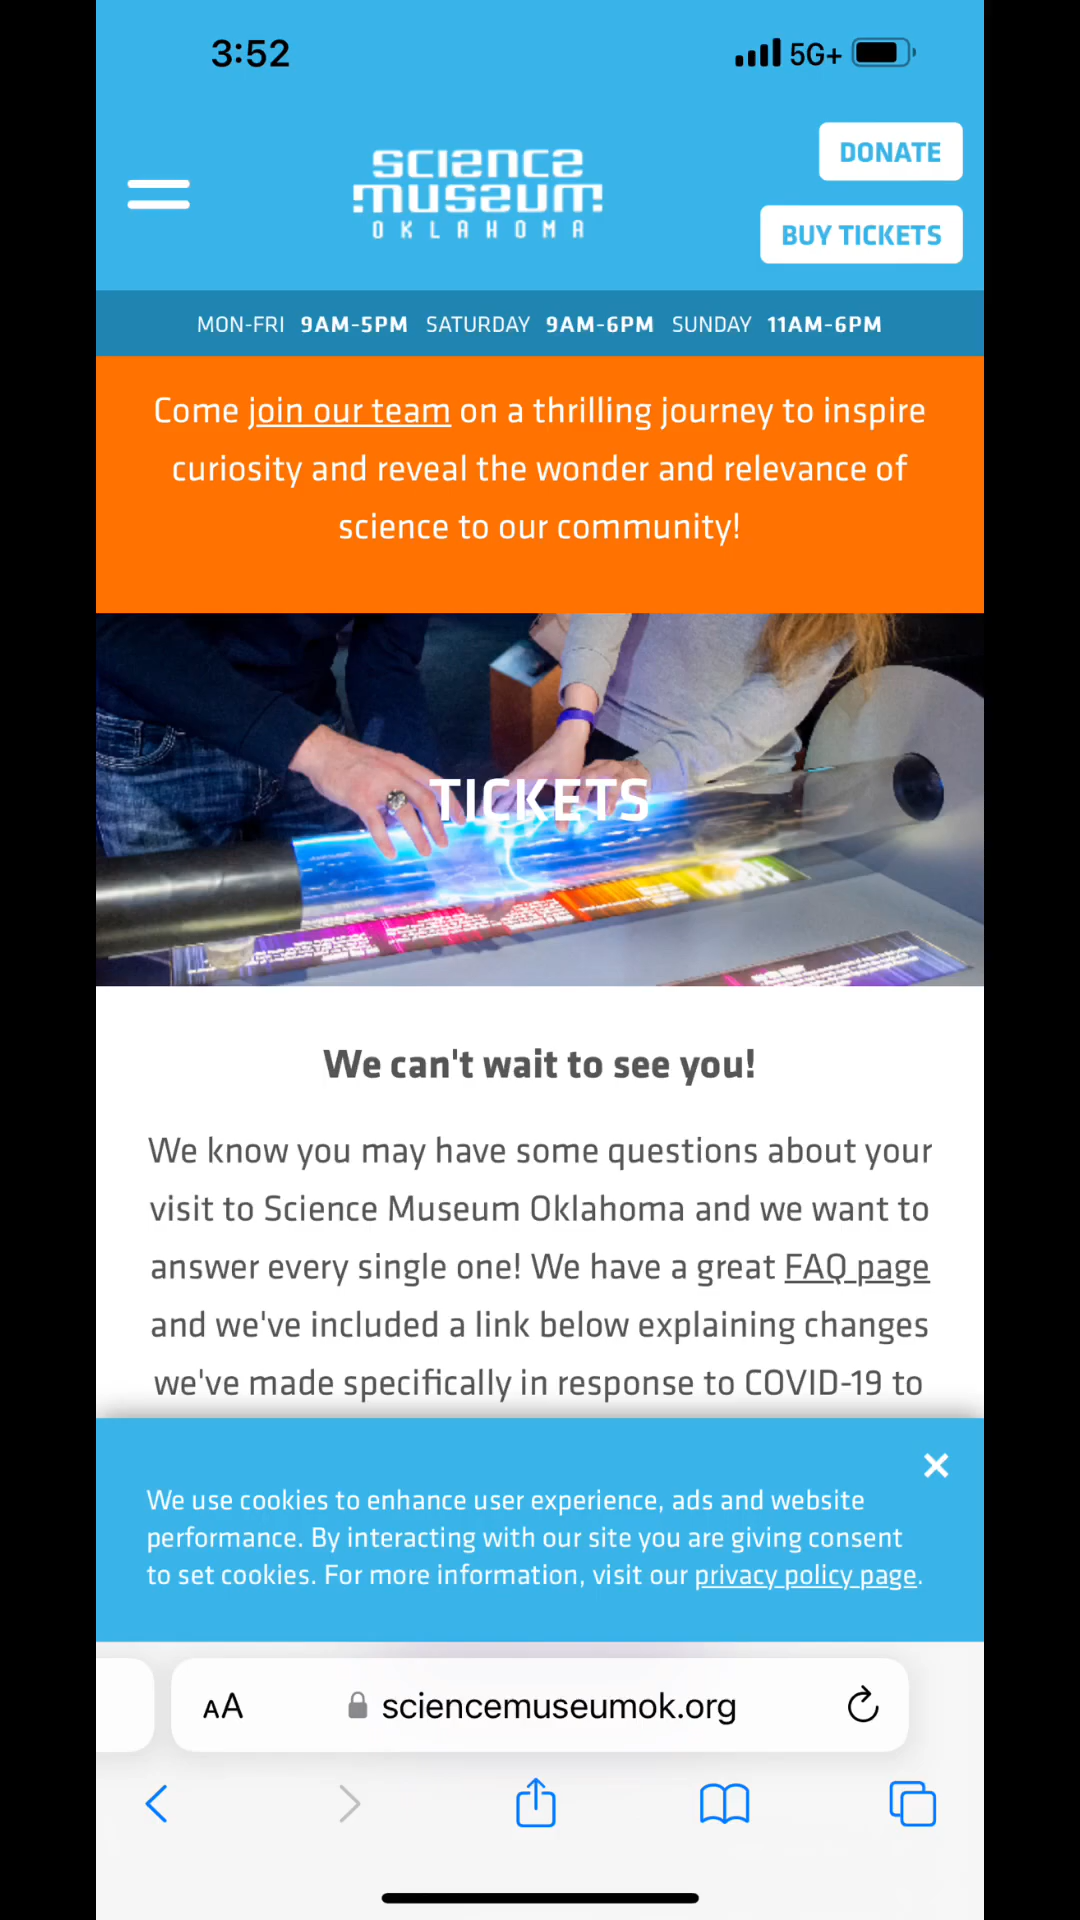 3:52 5G+
DONATE
science
museum
OKLAHOMA
BUY TICKETS
MON-FRI 9AM-5PM SATURDAY 9AM-6PM SUNDAY 11AM-6PM
Come join our team on a thrilling journey to inspire
curiosity and reveal the wonder and relevance of
science to our community!
TICKETS
We can't wait to see you!
We know you may have some questions about your
visit to Science Museum Oklahoma and we want to
answer every single one! We have a great FAQ page
and we've included a link below explaining changes
we've made specifically in response to COVID-19 to
We use cookies to enhance user experience, ads and website
performance. By interacting with our site you are giving consent
to set cookies. For more information, visit our privacy policy page.
AA sciencemuseumok.org